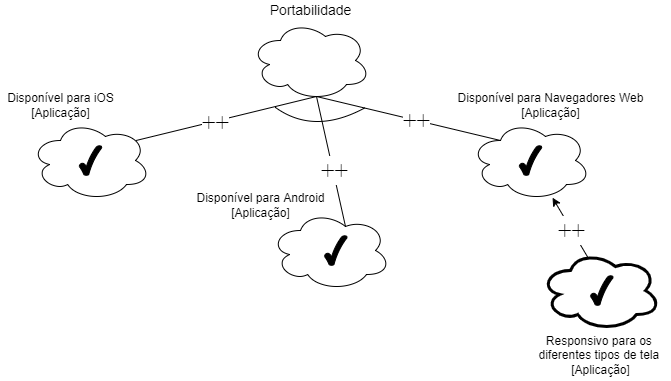 Portabilidade
Disponível para iOS
[Aplicação]
++
++
Disponível para Navegadores Web
[Aplicação]
++
Disponível para Android
[Aplicação]
++
Responsivo para os
diferentes tipos de tela
[Aplicação]